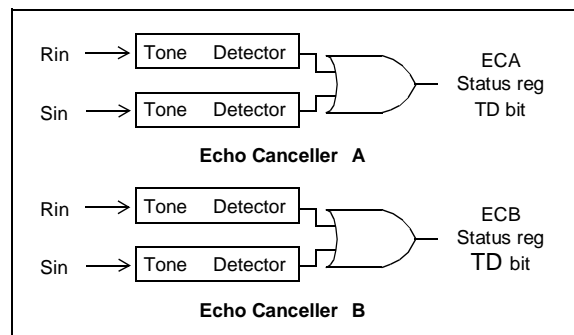 Rin
Tone Detector
Sin
Tone Detector
ECA
Status reg
TD bit
Echo Canceller A
Rin
Tone Detector
Sin
Tone Detector
ECB
Status reg
TD bit
Echo Canceller B